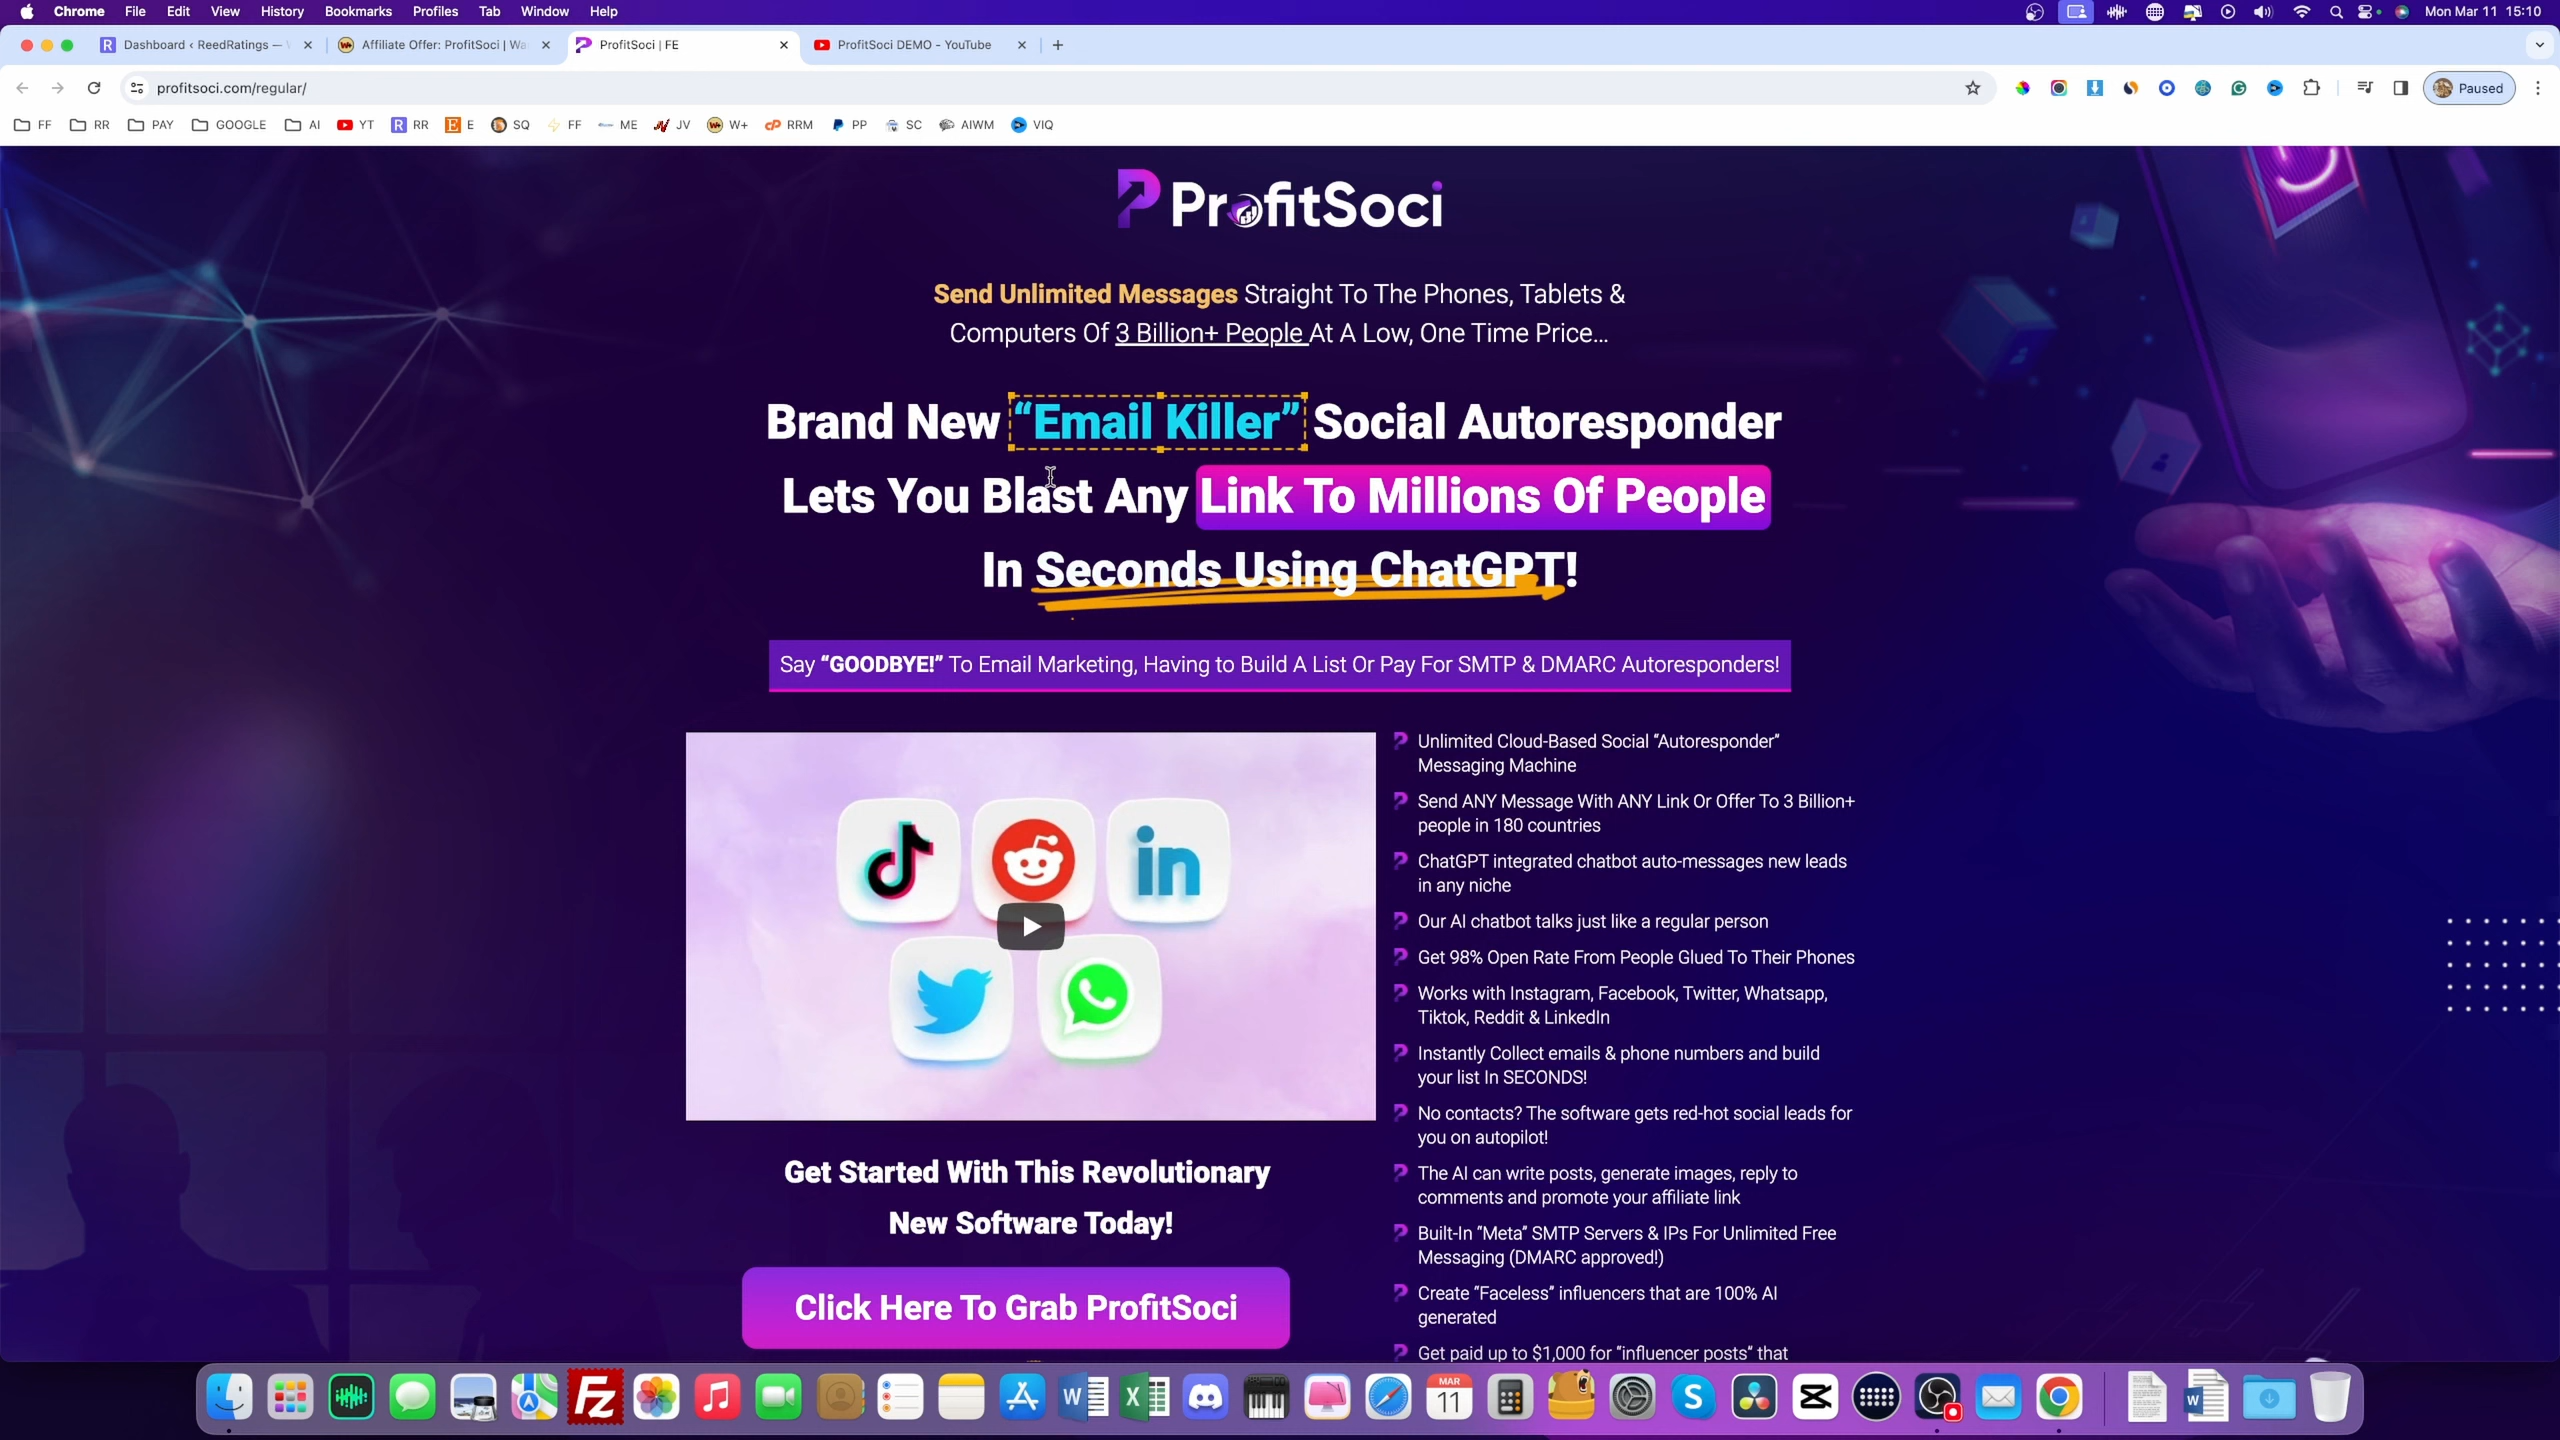 Chrome File Edit View History Bookmarks Profiles Tab Window Help
Mon Mar 11 15:10
Dashboard ‹ ReedRatings —
Affiliate Offer: ProfitSoci | Wa
ProfitSoci | FE
ProfitSoci DEMO - YouTube
profitsoci.com/regular/
Paused
FF RR PAY GOOGLE AI YT RR E SQ FF ME JV W+ RRM PP SC AIWM VIQ
ProfitSoci
Send Unlimited Messages Straight To The Phones, Tablets &
Computers Of 3 Billion+ People At A Low, One Time Price...
Brand New “Email Killer” Social Autoresponder
Lets You Blast Any Link To Millions Of People
In Seconds Using ChatGPT!
Say “GOODBYE!” To Email Marketing, Having to Build A List Or Pay For SMTP & DMARC Autoresponders!
Unlimited Cloud-Based Social “Autoresponder”
Messaging Machine
Send ANY Message With ANY Link Or Offer To 3 Billion+
people in 180 countries
ChatGPT integrated chatbot auto-messages new leads
in any niche
Our AI chatbot talks just like a regular person
Get 98% Open Rate From People Glued To Their Phones
Works with Instagram, Facebook, Twitter, Whatsapp,
Tiktok, Reddit & LinkedIn
Instantly Collect emails & phone numbers and build
your list In SECONDS!
No contacts? The software gets red-hot social leads for
you on autopilot!
The AI can write posts, generate images, reply to
comments and promote your affiliate link
Built-In “Meta” SMTP Servers & IPs For Unlimited Free
Messaging (DMARC approved!)
Create “Faceless” influencers that are 100% AI
generated
Get paid up to $1,000 for “influencer posts” that
in
Get Started With This Revolutionary
New Software Today!
Click Here To Grab ProfitSoci
Fz
W
X
MAR
11
S
W